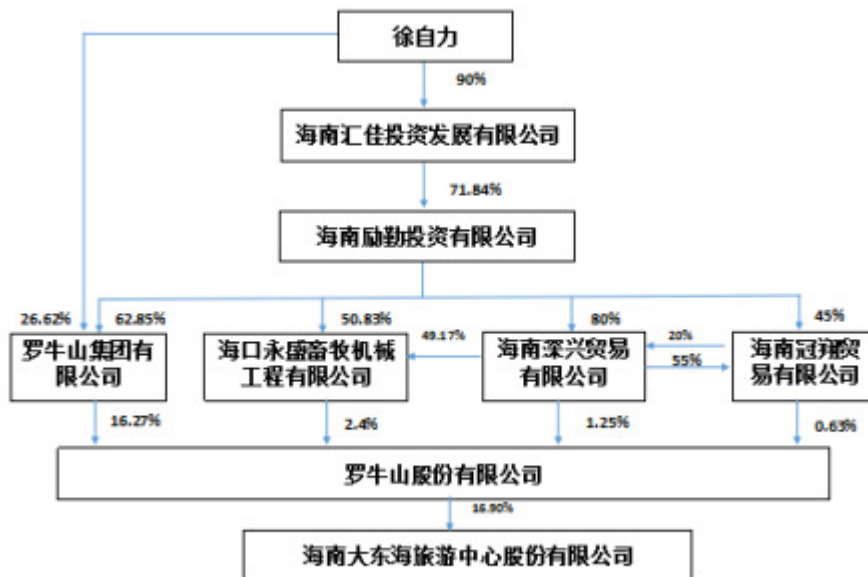 徐自力
90%
海南汇佳投资发展有限公司
71.84%
海南励勤投资有限公司
26.62%
62.85%
50.83%
80%
45%
罗牛山集团有
限公司
海口永盛畜牧机械
工程有限公司
49.17%
海南深兴贸易
有限公司
20%
55%
海南冠翔贸
易有限公司
16.27%
2.4%
1.25%
0.63%
罗牛山股份有限公司
16.90%
海南大东海旅游中心股份有限公司